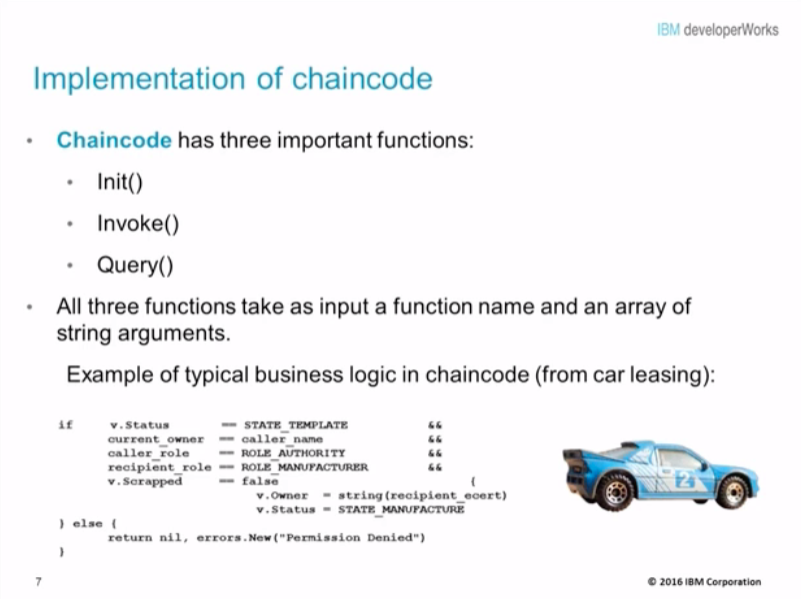 IBM developerWorks
Implementation of chaincode
• Chaincode has three important functions:
• Init()
• Invoke()
• Query()
• All three functions take as input a function name and an array of
string arguments.
Example of typical business logic in chaincode (from car leasing):
if v.Status == STATE_TEMPLATE &&
current_owner == caller_name &&
caller_role == ROLE_AUTHORITY &&
recipient_role == ROLE_MANUFACTURER &&
v.Scrapped == false {
v.Owner = string(recipient_ecert)
v.Status = STATE_MANUFACTURE
} else {
return nil, errors.New("Permission Denied")
}
2
7
© 2016 IBM Corporation